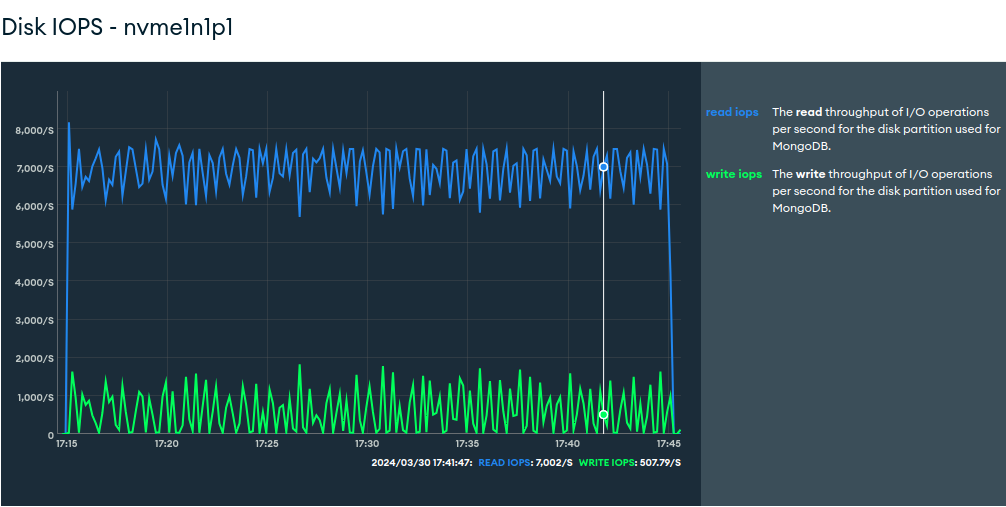 Disk IOPS - nvme1n1p1
8,000/S
7,000/S
6,000/S
5,000/S
4,000/S
3,000/S
2,000/S
1,000/S
0
17:15 17:20 17:25 17:30 17:35 17:40 17:45
2024/03/30 17:41:47: READ IOPS: 7,002/S WRITE IOPS: 507.79/S
read iops The read throughput of I/O operations
per second for the disk partition used for
MongoDB.
write iops The write throughput of I/O operations
per second for the disk partition used for
MongoDB.